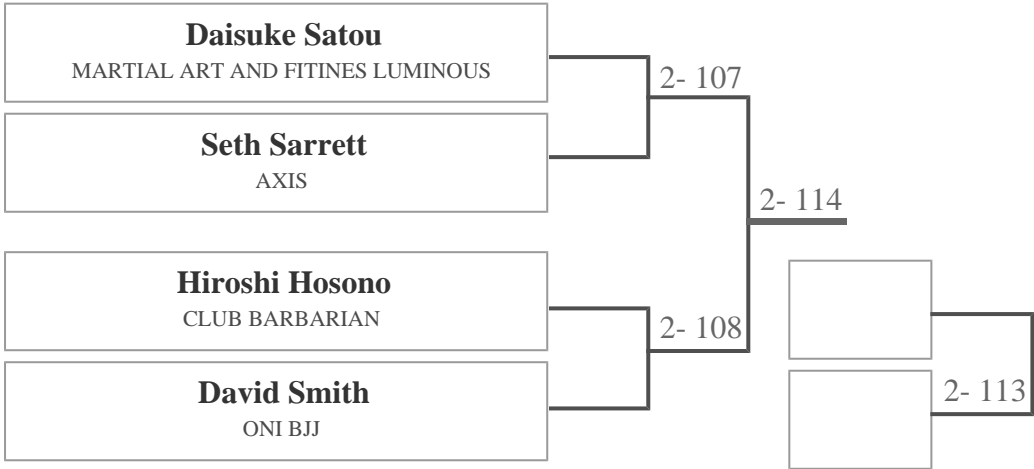 Daisuke Satou
MARTIAL ART AND FITINES LUMINOUS
2- 107
Seth Sarrett
AXIS
2- 114
Hiroshi Hosono
CLUB BARBARIAN
2- 108
David Smith
ONI BJJ
2- 113